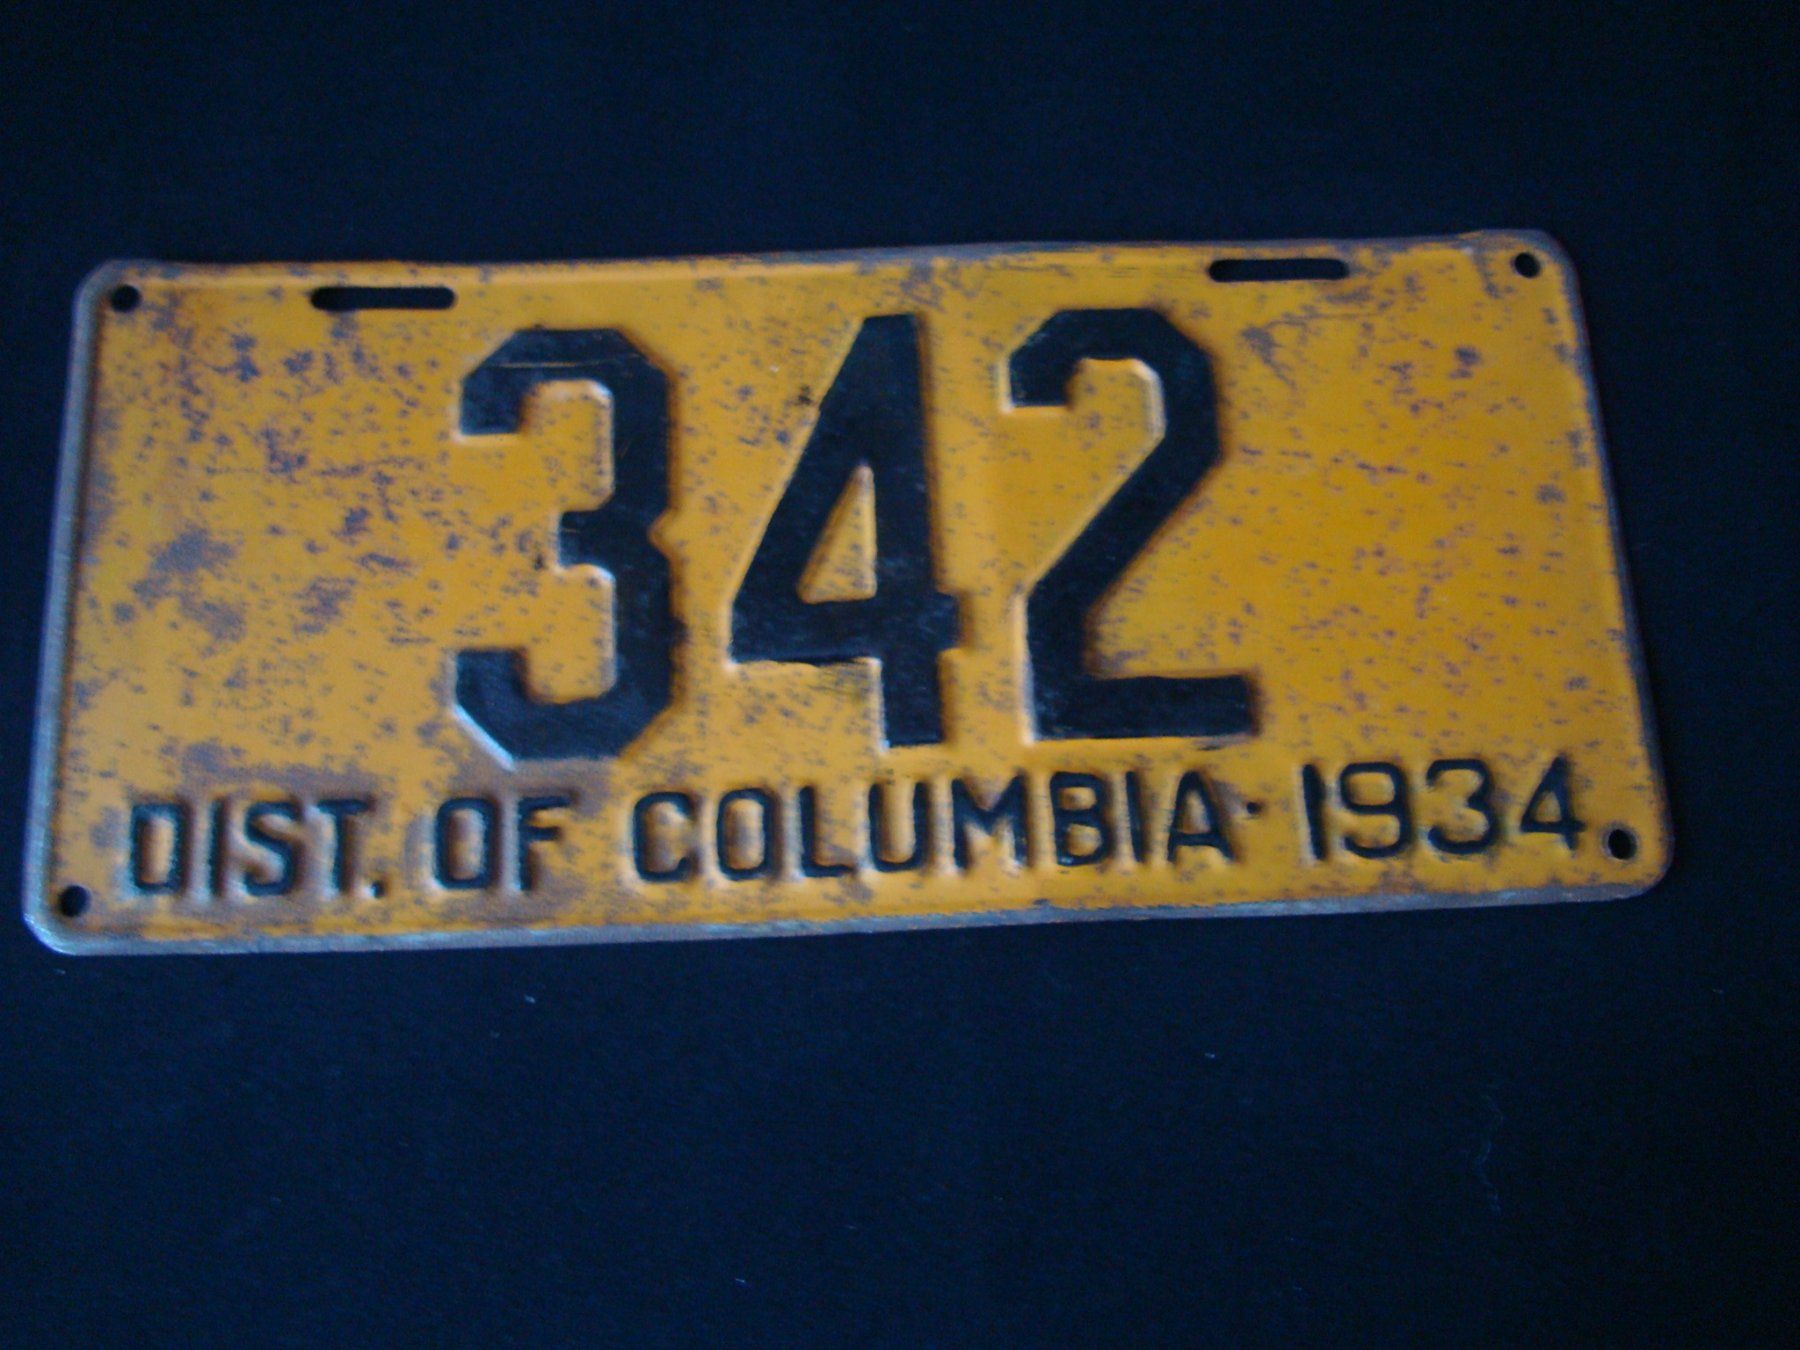 342
DIST. OF COLUMBIA · 1934